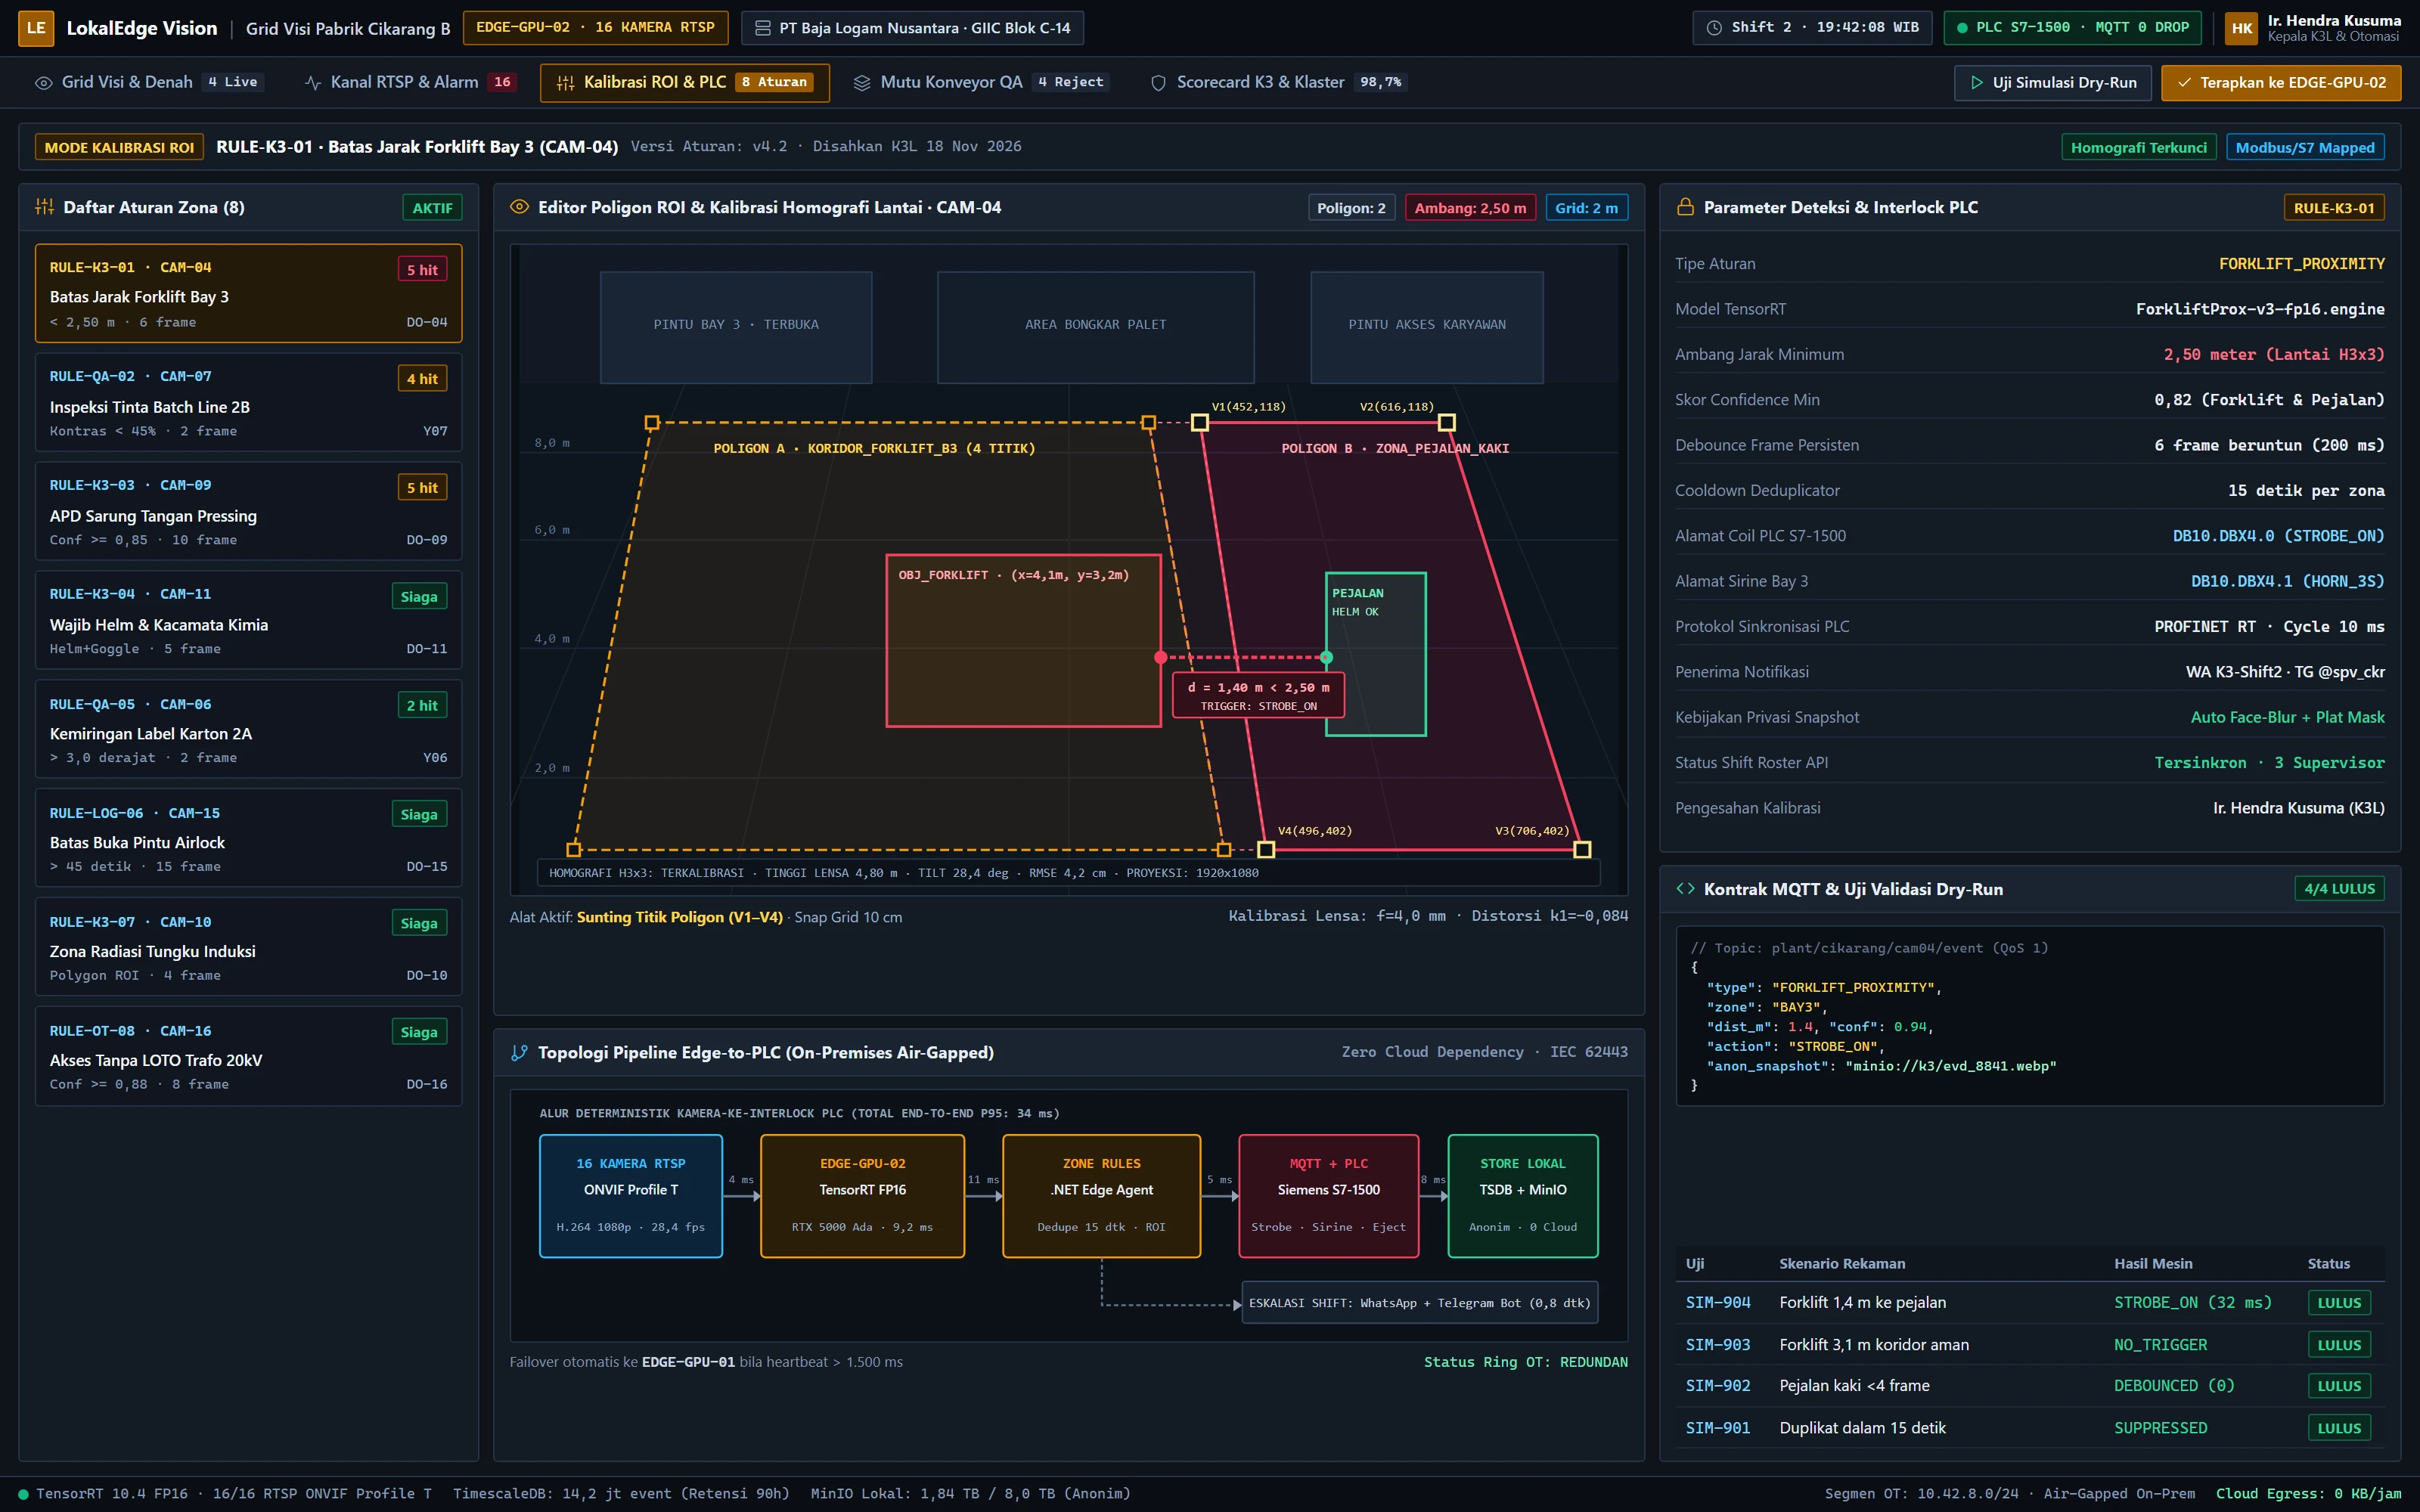 LE LokalEdge Vision | Grid Visi Pabrik Cikarang B EDGE-GPU-02 · 16 KAMERA RTSP PT Baja Logam Nusantara · GIIC Blok C-14 Shift 2 · 19:42:08 WIB PLC S7-1500 · MQTT 0 DROP HK Ir. Hendra Kusuma
Kepala K3L & Otomasi
Grid Visi & Denah 4 Live Kanal RTSP & Alarm 16 Kalibrasi ROI & PLC 8 Aturan Mutu Konveyor QA 4 Reject Scorecard K3 & Klaster 98,7% Uji Simulasi Dry-Run Terapkan ke EDGE-GPU-02
MODE KALIBRASI ROI RULE-K3-01 · Batas Jarak Forklift Bay 3 (CAM-04) Versi Aturan: v4.2 · Disahkan K3L 18 Nov 2026 Homografi Terkunci Modbus/S7 Mapped
Daftar Aturan Zona (8) AKTIF
RULE-K3-01 · CAM-04 5 hit
Batas Jarak Forklift Bay 3
< 2,50 m · 6 frame DO-04
RULE-QA-02 · CAM-07 4 hit
Inspeksi Tinta Batch Line 2B
Kontras < 45% · 2 frame Y07
RULE-K3-03 · CAM-09 5 hit
APD Sarung Tangan Pressing
Conf >= 0,85 · 10 frame DO-09
RULE-K3-04 · CAM-11 Siaga
Wajib Helm & Kacamata Kimia
Helm+Goggle · 5 frame DO-11
RULE-QA-05 · CAM-06 2 hit
Kemiringan Label Karton 2A
> 3,0 derajat · 2 frame Y06
RULE-LOG-06 · CAM-15 Siaga
Batas Buka Pintu Airlock
> 45 detik · 15 frame DO-15
RULE-K3-07 · CAM-10 Siaga
Zona Radiasi Tungku Induksi
Polygon ROI · 4 frame DO-10
RULE-OT-08 · CAM-16 Siaga
Akses Tanpa LOTO Trafo 20kV
Conf >= 0,88 · 8 frame DO-16
Editor Poligon ROI & Kalibrasi Homografi Lantai · CAM-04 Poligon: 2 Ambang: 2,50 m Grid: 2 m
PINTU BAY 3 · TERBUKA AREA BONGKAR PALET PINTU AKSES KARYAWAN
V1(452,118) V2(616,118)
8,0 m POLIGON A · KORIDOR_FORKLIFT_B3 (4 TITIK) POLIGON B · ZONA_PEJALAN_KAKI
6,0 m
OBJ_FORKLIFT · (x=4,1m, y=3,2m)
PEJALAN
HELM OK
4,0 m
d = 1,40 m < 2,50 m
TRIGGER: STROBE_ON
2,0 m
V4(496,402) V3(706,402)
HOMOGRAFI H3x3: TERKALIBRASI · TINGGI LENSA 4,80 m · TILT 28,4 deg · RMSE 4,2 cm · PROYEKSI: 1920x1080
Alat Aktif: Sunting Titik Poligon (V1–V4) · Snap Grid 10 cm Kalibrasi Lensa: f=4,0 mm · Distorsi k1=-0,084
Topologi Pipeline Edge-to-PLC (On-Premises Air-Gapped) Zero Cloud Dependency · IEC 62443
ALUR DETERMINISTIK KAMERA-KE-INTERLOCK PLC (TOTAL END-TO-END P95: 34 ms)
16 KAMERA RTSP
ONVIF Profile T
H.264 1080p · 28,4 fps
4 ms
EDGE-GPU-02
TensorRT FP16
RTX 5000 Ada · 9,2 ms
11 ms
ZONE RULES
.NET Edge Agent
Dedupe 15 dtk · ROI
5 ms
MQTT + PLC
Siemens S7-1500
Strobe · Sirine · Eject
8 ms
STORE LOKAL
TSDB + MinIO
Anonim · 0 Cloud
ESKALASI SHIFT: WhatsApp + Telegram Bot (0,8 dtk)
Failover otomatis ke EDGE-GPU-01 bila heartbeat > 1.500 ms Status Ring OT: REDUNDAN
Parameter Deteksi & Interlock PLC RULE-K3-01
Tipe Aturan FORKLIFT_PROXIMITY
Model TensorRT ForkliftProx-v3-fp16.engine
Ambang Jarak Minimum 2,50 meter (Lantai H3x3)
Skor Confidence Min 0,82 (Forklift & Pejalan)
Debounce Frame Persisten 6 frame beruntun (200 ms)
Cooldown Deduplicator 15 detik per zona
Alamat Coil PLC S7-1500 DB10.DBX4.0 (STROBE_ON)
Alamat Sirine Bay 3 DB10.DBX4.1 (HORN_3S)
Protokol Sinkronisasi PLC PROFINET RT · Cycle 10 ms
Penerima Notifikasi WA K3-Shift2 · TG @spv_ckr
Kebijakan Privasi Snapshot Auto Face-Blur + Plat Mask
Status Shift Roster API Tersinkron · 3 Supervisor
Pengesahan Kalibrasi Ir. Hendra Kusuma (K3L)
Kontrak MQTT & Uji Validasi Dry-Run 4/4 LULUS
// Topic: plant/cikarang/cam04/event (QoS 1)
{
"type": "FORKLIFT_PROXIMITY",
"zone": "BAY3",
"dist_m": 1.4, "conf": 0.94,
"action": "STROBE_ON",
"anon_snapshot": "minio://k3/evd_8841.webp"
}
Uji Skenario Rekaman Hasil Mesin Status
SIM-904 Forklift 1,4 m ke pejalan STROBE_ON (32 ms) LULUS
SIM-903 Forklift 3,1 m koridor aman NO_TRIGGER LULUS
SIM-902 Pejalan kaki <4 frame DEBOUNCED (0) LULUS
SIM-901 Duplikat dalam 15 detik SUPPRESSED LULUS
TensorRT 10.4 FP16 · 16/16 RTSP ONVIF Profile T TimescaleDB: 14,2 jt event (Retensi 90h) MinIO Lokal: 1,84 TB / 8,0 TB (Anonim) Segmen OT: 10.42.8.0/24 · Air-Gapped On-Prem Cloud Egress: 0 KB/jam